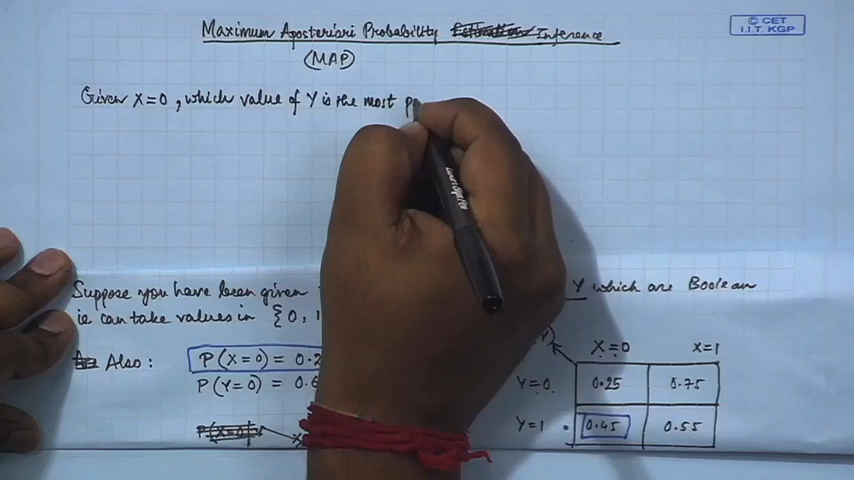 Maximum Aposteriori Probability Inference
© CET
I.I.T. KGP
(MAP)
Given X=0, which value of Y is the most
Suppose you have been given Y which are Boolean
ie can take values in {0, 1
Also: P(X=0) = 0.2
P(Y=0) = 0.6
X=0 X=1
Y=0 0.25 0.75
Y=1 0.45 0.55